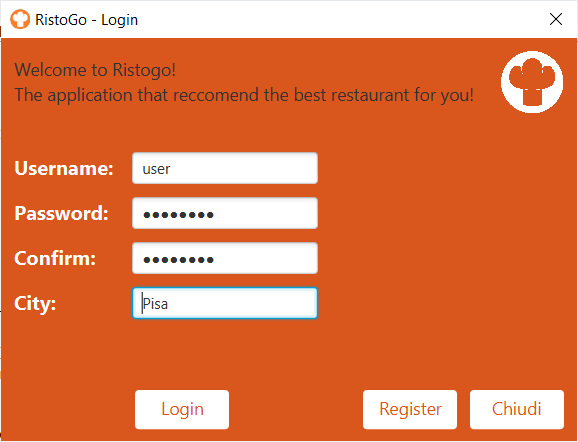 RistoGo - Login
Welcome to Ristogo!
The application that reccomend the best restaurant for you!
Username: user
Password: ●●●●●●●●
Confirm: ●●●●●●●●
City: Pisa
Login Register Chiudi